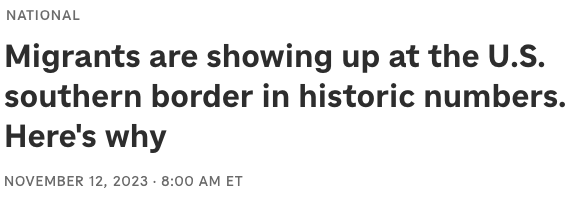 NATIONAL
Migrants are showing up at the U.S.
southern border in historic numbers.
Here's why
NOVEMBER 12, 2023 · 8:00 AM ET